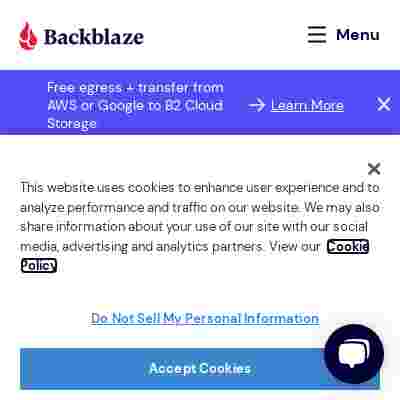 Backblaze
Menu
Free egress + transfer from
AWS or Google to B2 Cloud
Storage
Learn More
This website uses cookies to enhance user experience and to
analyze performance and traffic on our website. We may also
share information about your use of our site with our social
media, advertising and analytics partners. View our Cookie
Policy
Do Not Sell My Personal Information
Accept Cookies